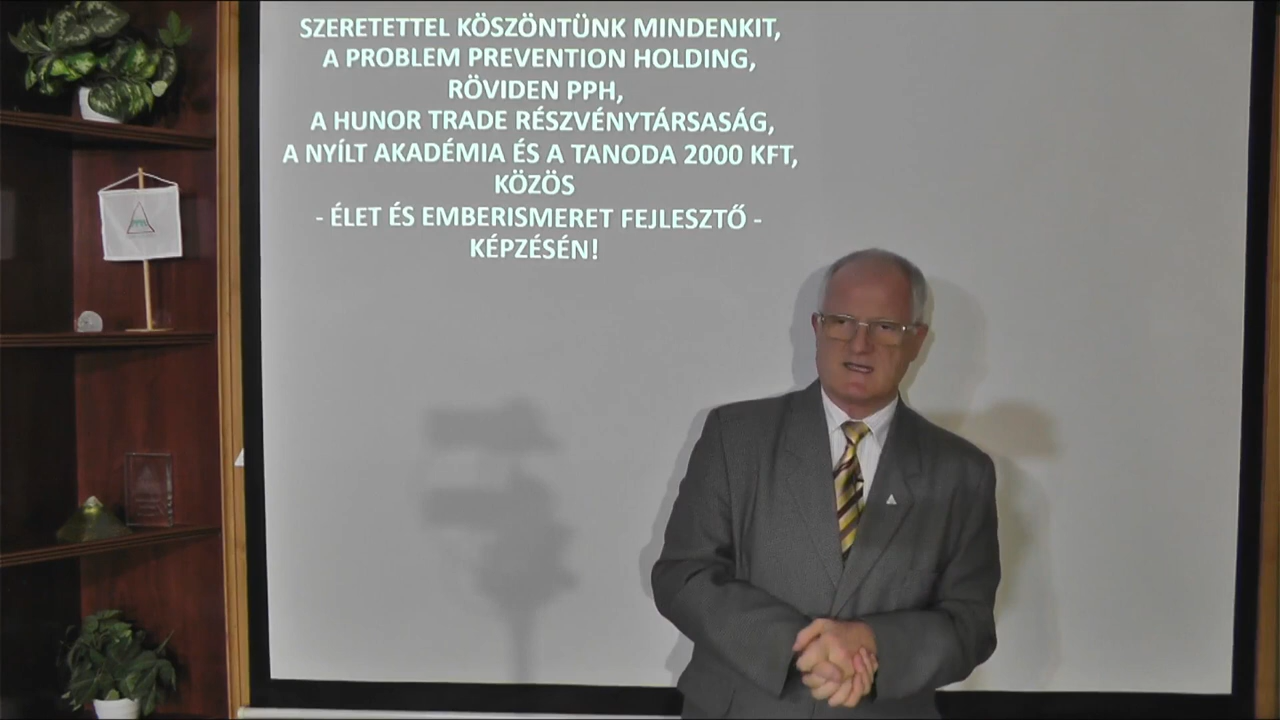 SZERETETTEL KÖSZÖNTÜNK MINDENKIT,
A PROBLEM PREVENTION HOLDING,
RÖVIDEN PPH,
A HUNOR TRADE RÉSZVÉNYTÁRSASÁG,
A NYÍLT AKADÉMIA ÉS A TANODA 2000 KFT,
KÖZÖS
- ÉLET ÉS EMBERISMERET FEJLESZTŐ -
KÉPZÉSÉN!